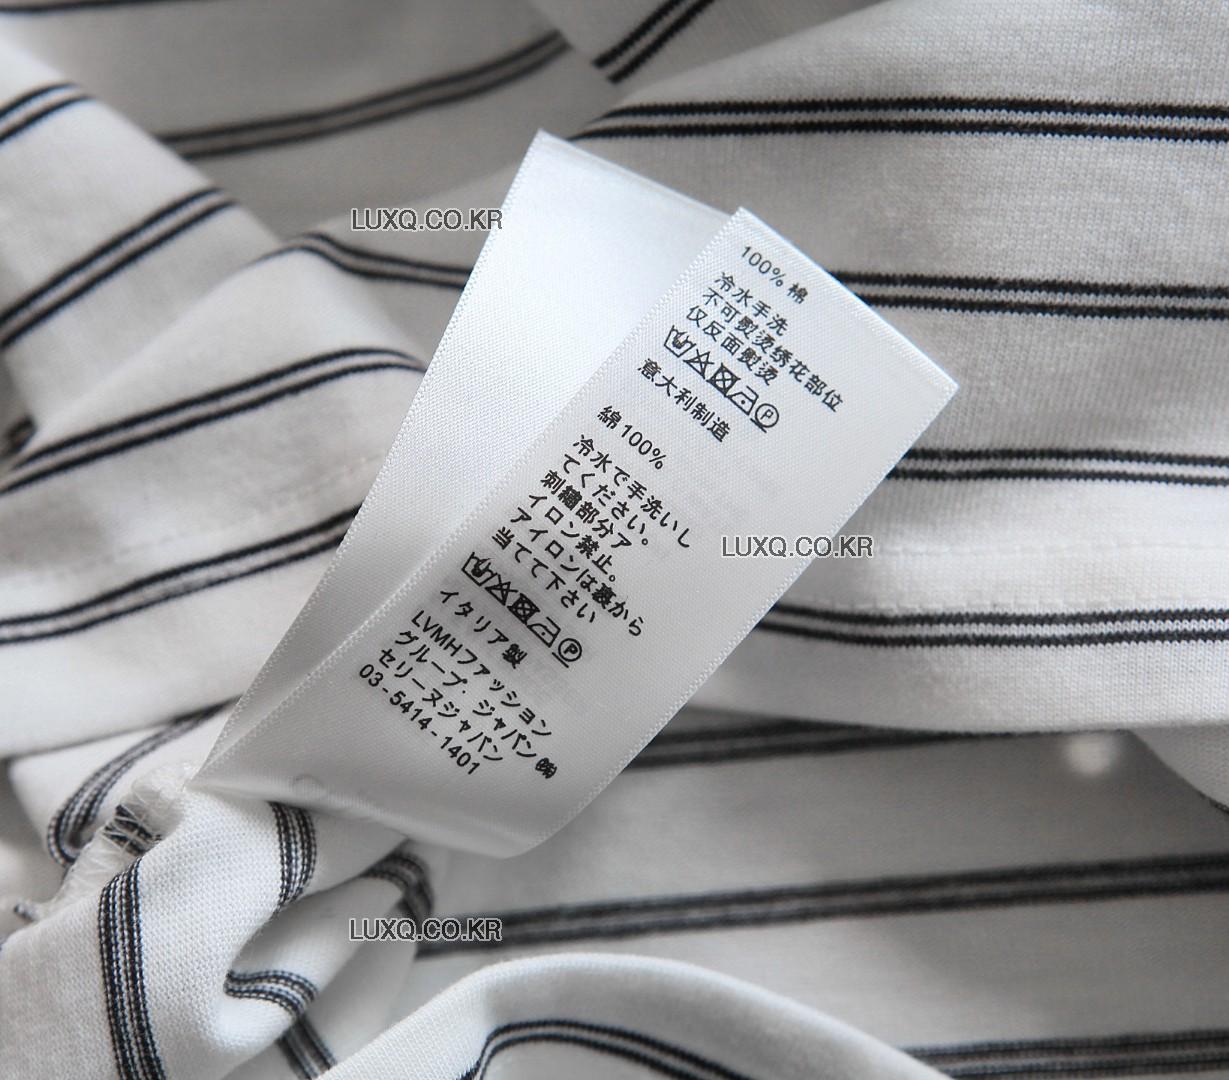 LUXQ.CO.KR
100% 棉
冷水手洗
不可熨烫绣花部位
仅反面熨烫
意大利制造
綿100%
冷水で手洗いし
てください。
刺繍部分ア
イロン禁止。
アイロンは裏から
当てて下さい
イタリア製
LVMHファッション
グループ・ジャパン㈱
セリーヌジャパン
03-5414-1401
LUXQ.CO.KR
LUXQ.CO.KR